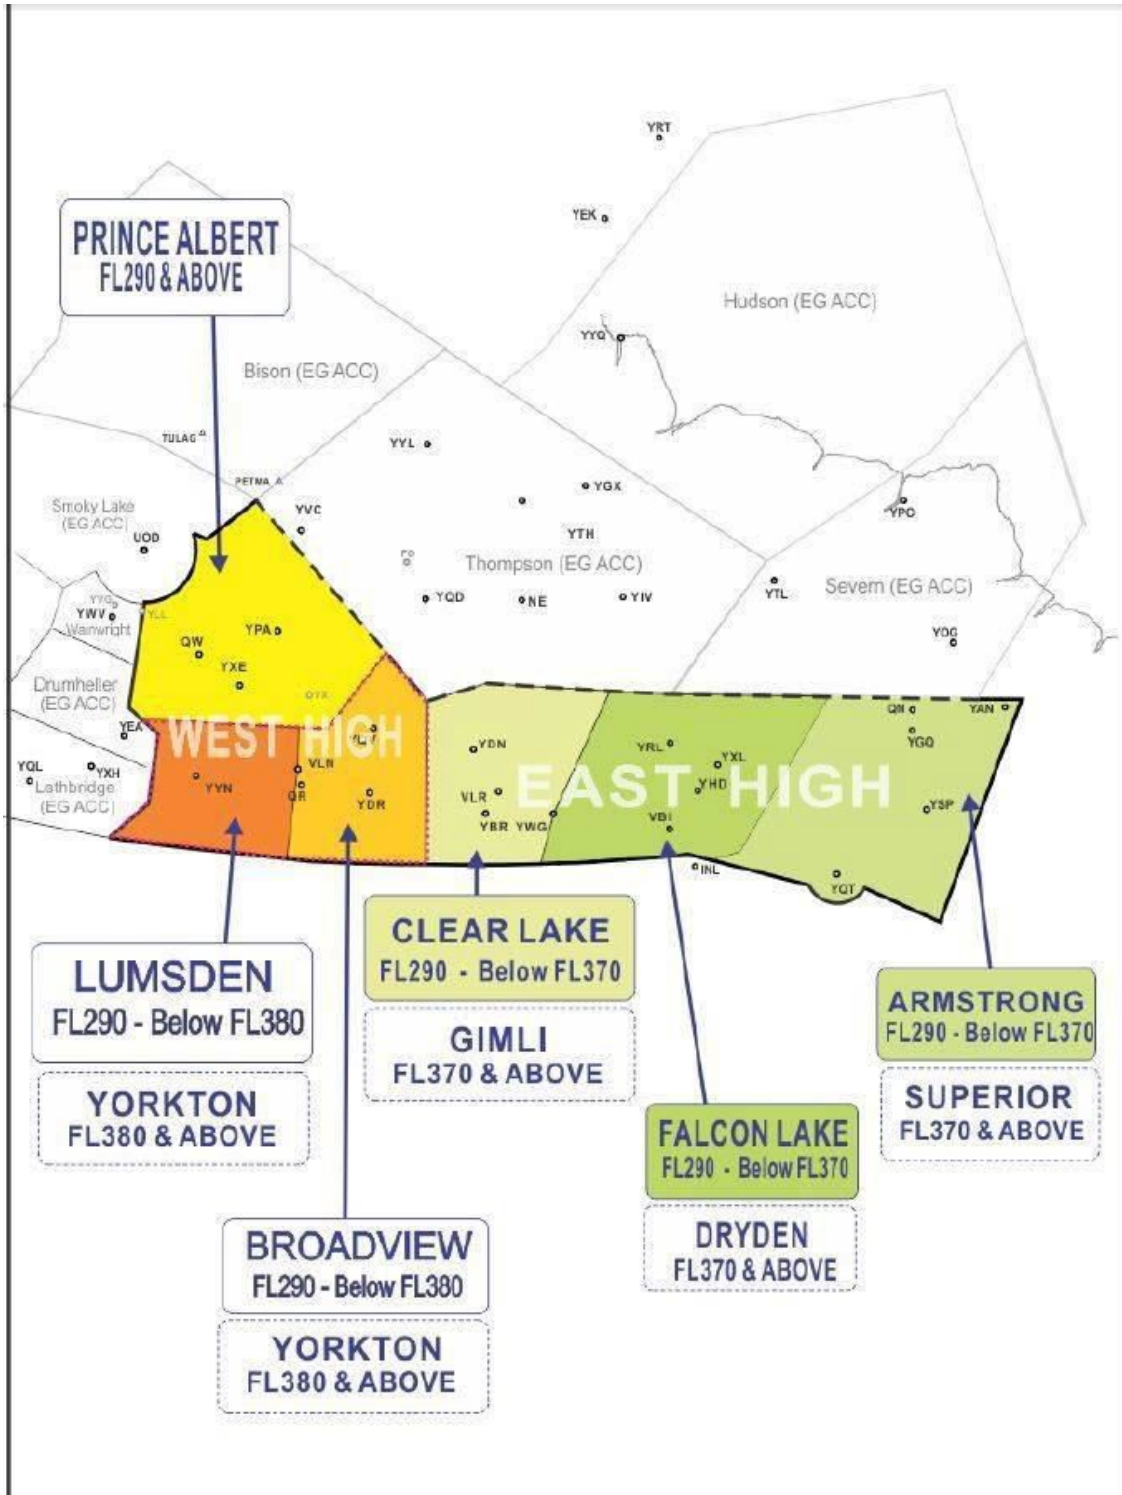 YRT
YEK
PRINCE ALBERT
FL290 & ABOVE
Hudson (EG ACC)
YYQ
Bison (EG ACC)
TULAG
YYL
PETMA
YGX
Smoky Lake
(EG ACC)
YVC
YPO
UOD
YTH
Thompson (EG ACC)
Severn (EG ACC)
YTL
YWV
Wainwright
YLL
YQD
NE
YIV
YPA
YOG
QW
YXE
Drumheller
(EG ACC)
QN
YAN
YEA
WEST HIGH
YDN
YRL
YGQ
YQL
YXH
VLN
YXL
Lethbridge
(EG ACC)
YYN
QR
YDR
VLR
EAST HIGH
YHD
YBR
YWG
VBI
YSP
INL
YQT
CLEAR LAKE
FL290 - Below FL370
LUMSDEN
FL290 - Below FL380
ARMSTRONG
FL290 - Below FL370
GIMLI
FL370 & ABOVE
YORKTON
FL380 & ABOVE
SUPERIOR
FL370 & ABOVE
FALCON LAKE
FL290 - Below FL370
BROADVIEW
FL290 - Below FL380
DRYDEN
FL370 & ABOVE
YORKTON
FL380 & ABOVE